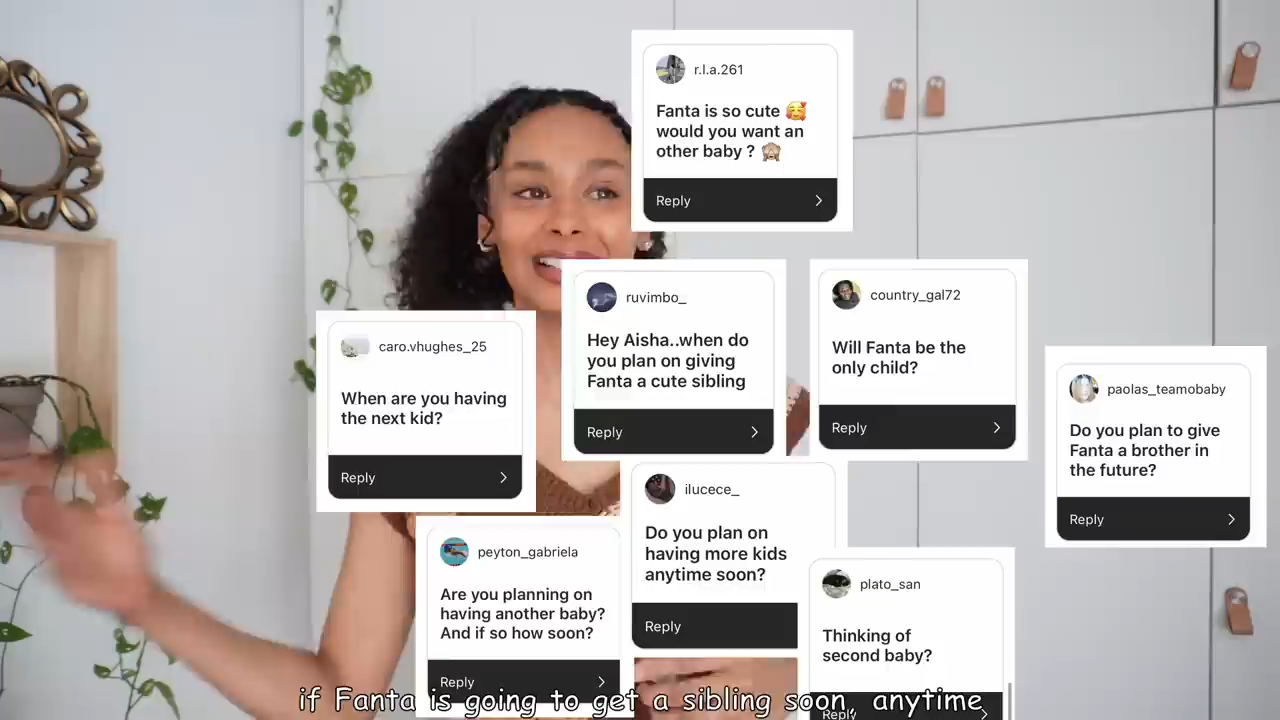 r.l.a.261
Fanta is so cute 🥰
would you want an
other baby ? 🙈
Reply
ruvimbo_
Hey Aisha..when do
you plan on giving
Fanta a cute sibling
Reply
country_gal72
Will Fanta be the
only child?
Reply
caro.vhughes_25
When are you having
the next kid?
Reply
paolas_teamobaby
Do you plan to give
Fanta a brother in
the future?
Reply
ilucece_
Do you plan on
having more kids
anytime soon?
Reply
peyton_gabriela
Are you planning on
having another baby?
And if so how soon?
Reply
plato_san
Thinking of
second baby?
Reply
if Fanta is going to get a sibling soon, anytime